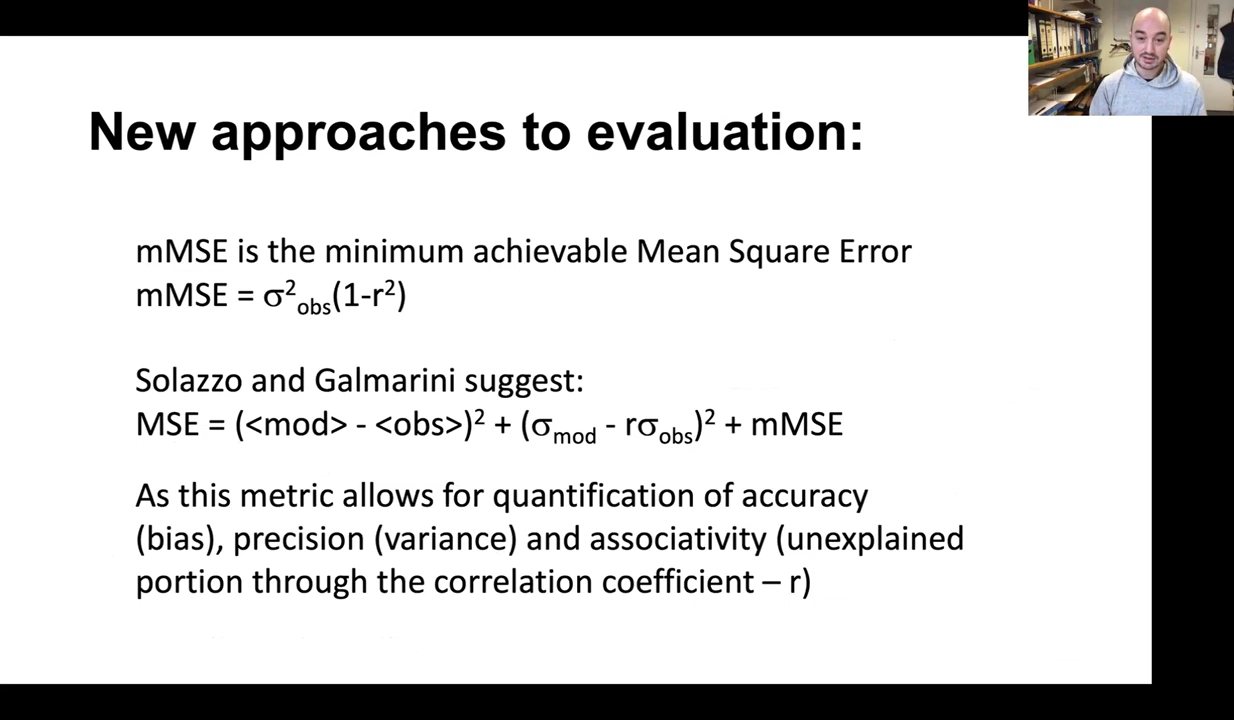 New approaches to evaluation:
mMSE is the minimum achievable Mean Square Error
mMSE = σ²obs(1-r²)
Solazzo and Galmarini suggest:
MSE = (<mod> - <obs>)² + (σmod - rσobs)² + mMSE
As this metric allows for quantification of accuracy
(bias), precision (variance) and associativity (unexplained
portion through the correlation coefficient – r)